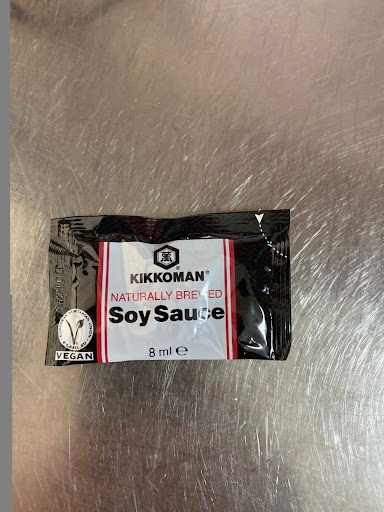 KIKKOMAN®
NATURALLY BREWED
Soy Sauce
8 ml ℮
VEGAN